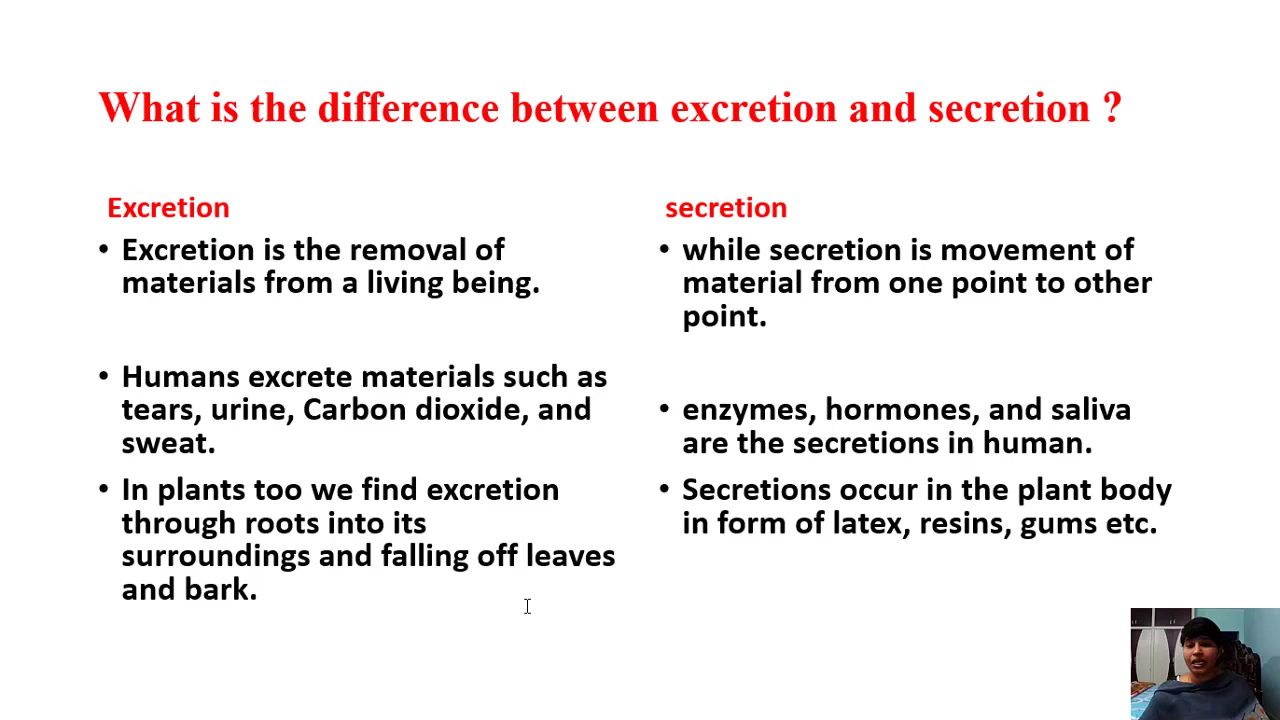 What is the difference between excretion and secretion ?
Excretion
• Excretion is the removal of
materials from a living being.
• Humans excrete materials such as
tears, urine, Carbon dioxide, and
sweat.
• In plants too we find excretion
through roots into its
surroundings and falling off leaves
and bark.
secretion
• while secretion is movement of
material from one point to other
point.
• enzymes, hormones, and saliva
are the secretions in human.
• Secretions occur in the plant body
in form of latex, resins, gums etc.